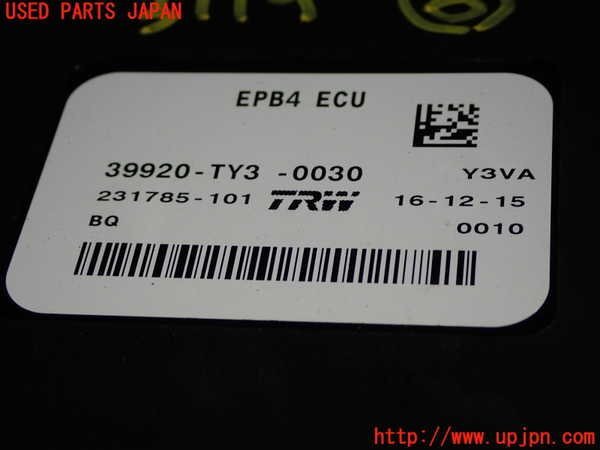 USED PARTS JAPAN
EPB4 ECU
39920-TY3 -0030 Y3VA
231785-101 TRW 16-12-15
BQ 0010
http://www.upjpn.com/